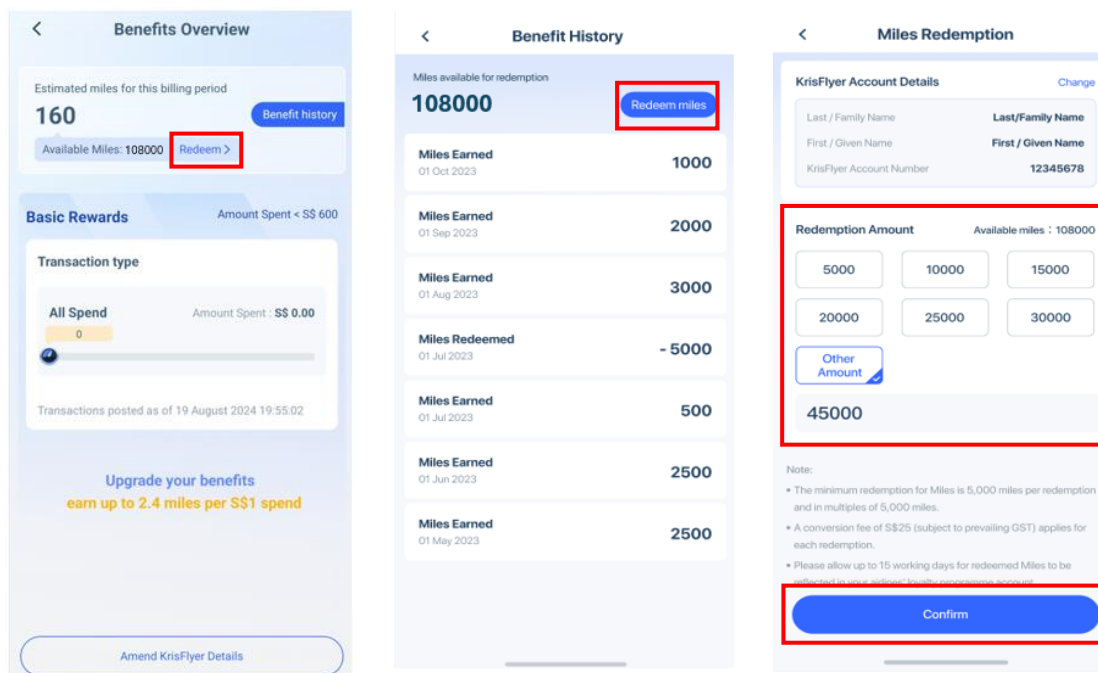 Benefits Overview
Estimated miles for this billing period
160
Benefit history
Available Miles: 108000 Redeem >
Basic Rewards Amount Spent < S$ 600
Transaction type
All Spend Amount Spent : S$ 0.00
0
Transactions posted as of 19 August 2024 19:55:02
Upgrade your benefits
earn up to 2.4 miles per S$1 spend
Amend KrisFlyer Details
Benefit History
Miles available for redemption
108000
Redeem miles
Miles Earned
01 Oct 2023
1000
Miles Earned
01 Sep 2023
2000
Miles Earned
01 Aug 2023
3000
Miles Redeemed
01 Jul 2023
- 5000
Miles Earned
01 Jul 2023
500
Miles Earned
01 Jun 2023
2500
Miles Earned
01 May 2023
2500
Miles Redemption
KrisFlyer Account Details Change
Last / Family Name Last/Family Name
First / Given Name First / Given Name
KrisFlyer Account Number 12345678
Redemption Amount Available miles : 108000
5000 10000 15000
20000 25000 30000
Other
Amount
45000
Note:
• The minimum redemption for Miles is 5,000 miles per redemption
and in multiples of 5,000 miles.
• A conversion fee of S$25 (subject to prevailing GST) applies for
each redemption.
• Please allow up to 15 working days for redeemed Miles to be
reflected in your airlines' loyalty programme account
Confirm